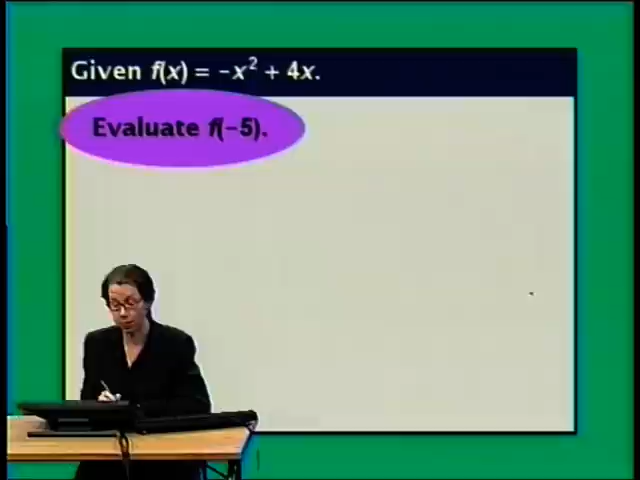 Given f(x) = -x² + 4x.
Evaluate f(-5).